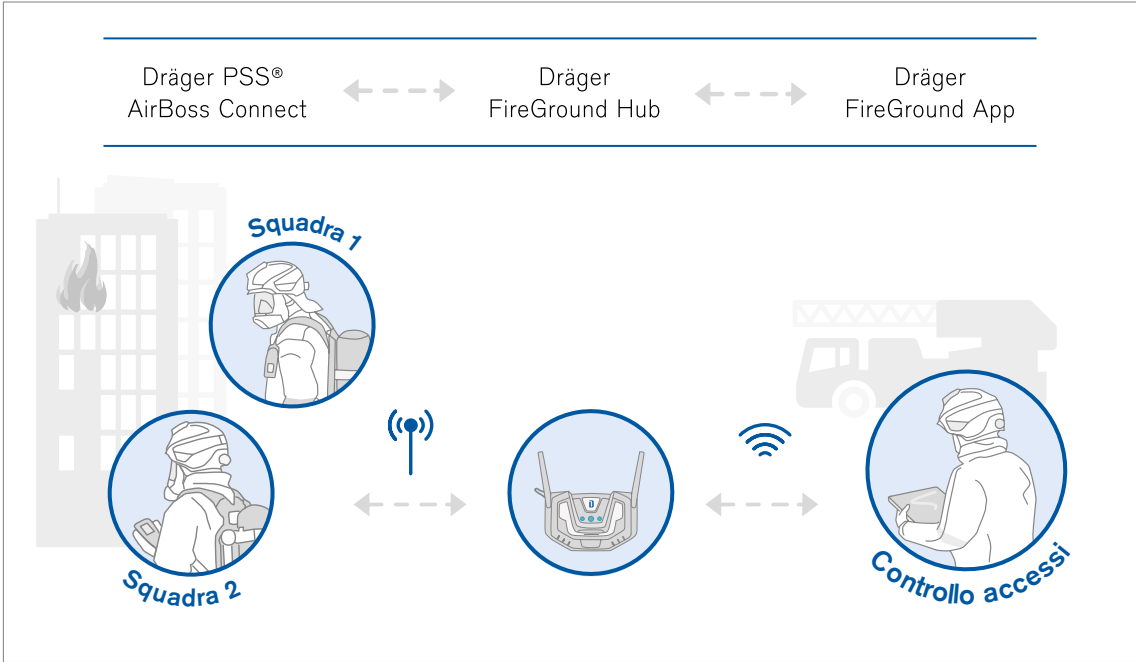 Dräger PSS®
AirBoss Connect
Dräger
FireGround Hub
Dräger
FireGround App
Squadra 1
Squadra 2
Controllo accessi